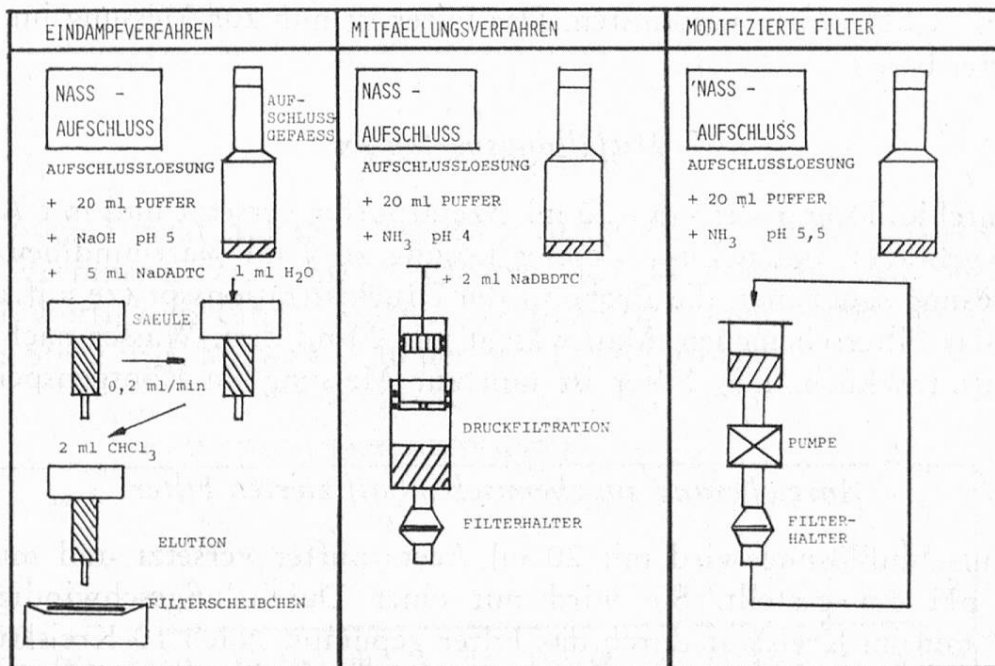 EINDAMPFVERFAHREN
NASS -
AUFSCHLUSS
AUF-
SCHLUSS
GEFAESS
AUFSCHLUSSLOESUNG
+ 20 ml PUFFER
+ NaOH pH 5
+ 5 ml NaDADTC
1 ml H₂O
SAEULE
0,2 ml/min
2 ml CHCl₃
ELUTION
FILTERSCHEIBCHEN
MITFAELLUNGSVERFAHREN
NASS -
AUFSCHLUSS
AUFSCHLUSSLOESUNG
+ 20 ml PUFFER
+ NH₃ pH 4
+ 2 ml NaDBDTC
DRUCKFILTRATION
FILTERHALTER
MODIFIZIERTE FILTER
NASS -
AUFSCHLUSS
AUFSCHLUSSLOESUNG
+ 20 ml PUFFER
+ NH₃ pH 5,5
PUMPE
FILTER-
HALTER